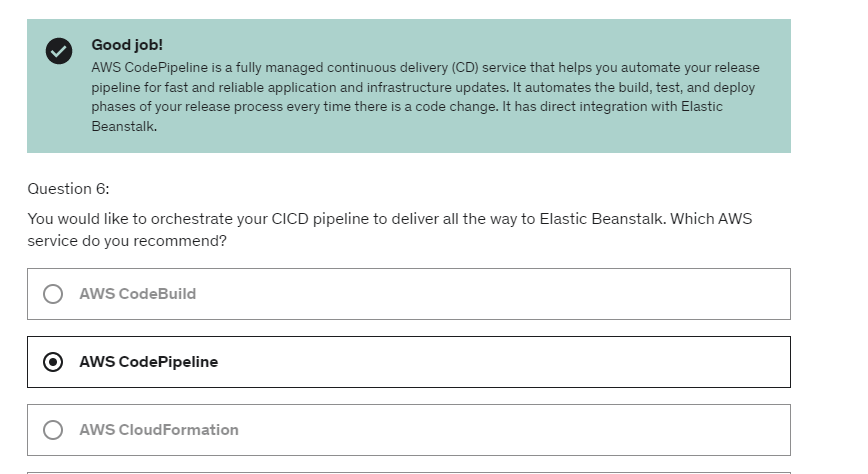 Good job!
AWS CodePipeline is a fully managed continuous delivery (CD) service that helps you automate your release
pipeline for fast and reliable application and infrastructure updates. It automates the build, test, and deploy
phases of your release process every time there is a code change. It has direct integration with Elastic
Beanstalk.
Question 6:
You would like to orchestrate your CICD pipeline to deliver all the way to Elastic Beanstalk. Which AWS
service do you recommend?
AWS CodeBuild
AWS CodePipeline
AWS CloudFormation